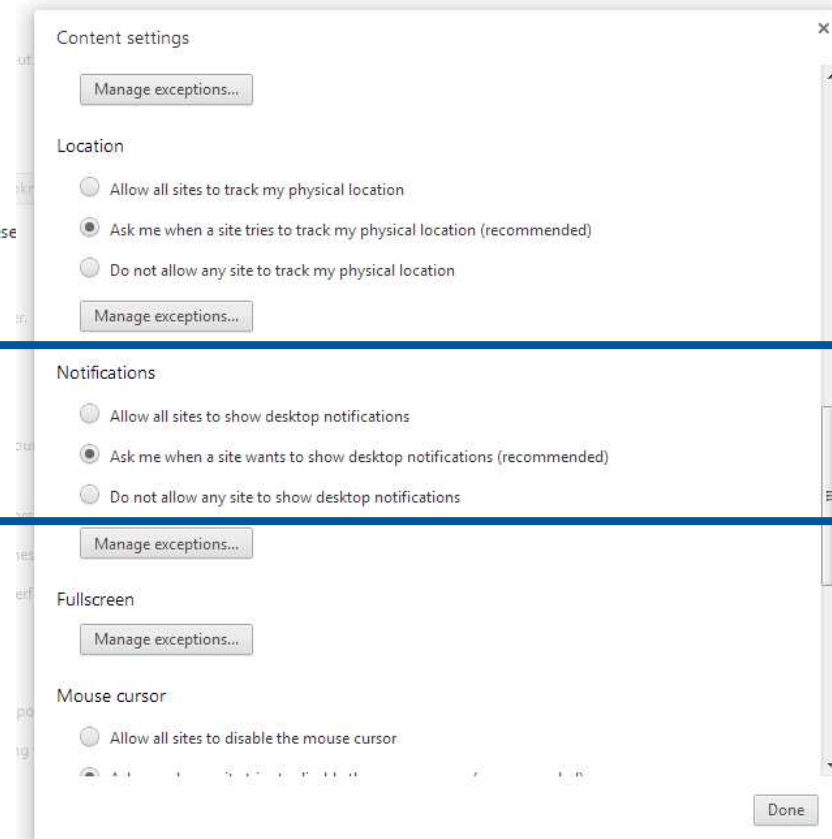 Content settings
×
Manage exceptions...
Location
Allow all sites to track my physical location
Ask me when a site tries to track my physical location (recommended)
Do not allow any site to track my physical location
Manage exceptions...
Notifications
Allow all sites to show desktop notifications
Ask me when a site wants to show desktop notifications (recommended)
Do not allow any site to show desktop notifications
Manage exceptions...
Fullscreen
Manage exceptions...
Mouse cursor
Allow all sites to disable the mouse cursor
Done